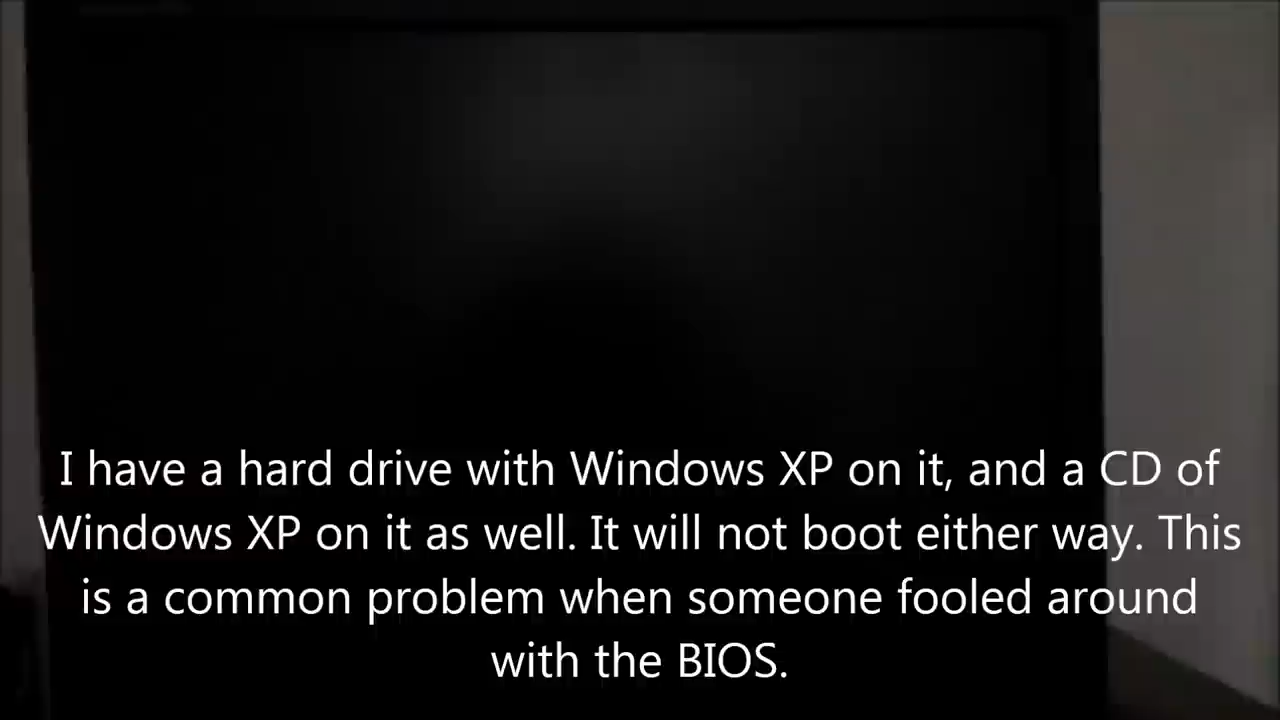 I have a hard drive with Windows XP on it, and a CD of
Windows XP on it as well. It will not boot either way. This
is a common problem when someone fooled around
with the BIOS.